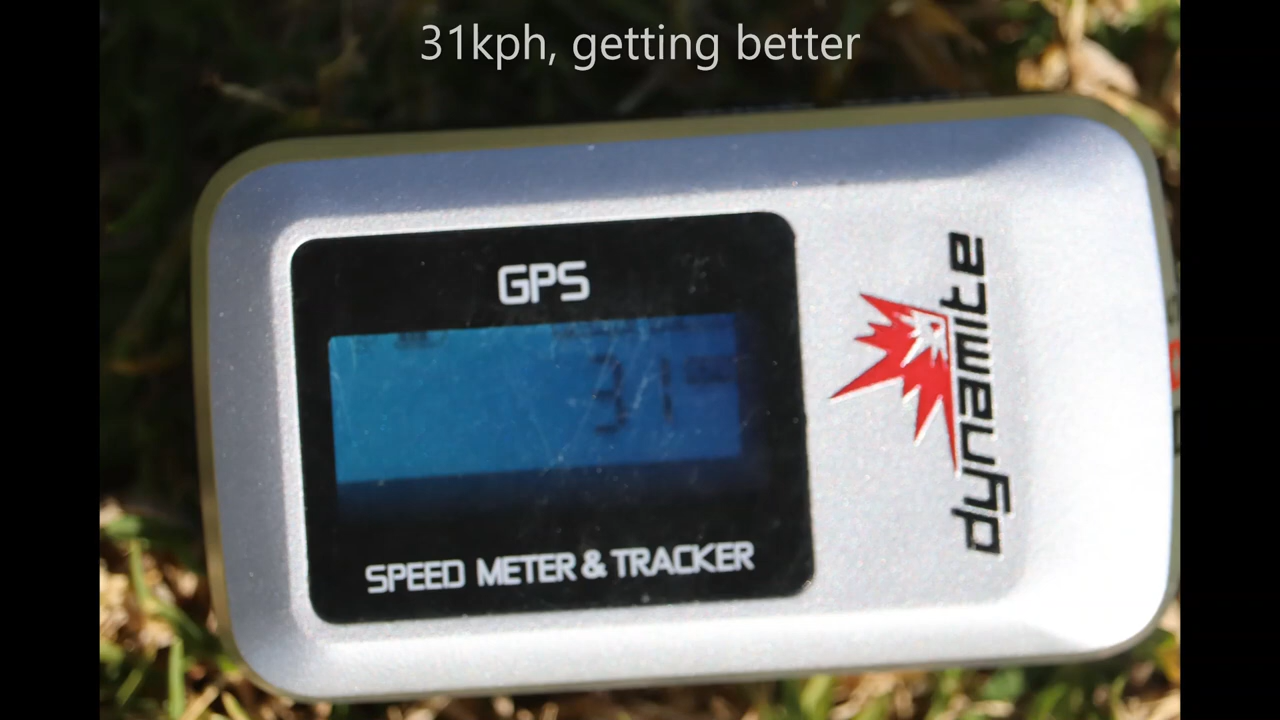 31kph, getting better
GPS
31
SPEED METER & TRACKER
dynamite